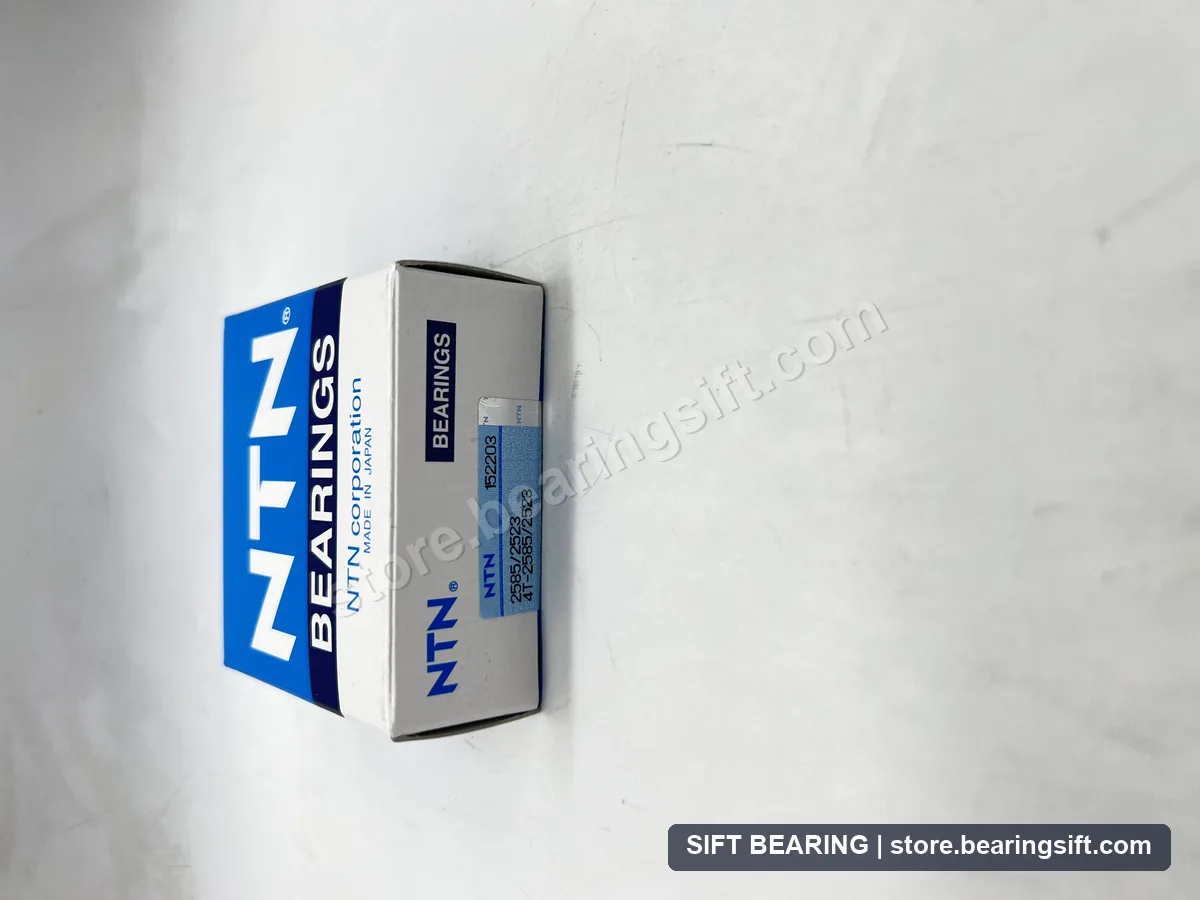 NTN®
BEARINGS
NTN corporation
MADE IN JAPAN
NTN®
BEARINGS
NTN 152203
2585/2523
4T-2585/2523
NTN
store.bearingsift.com
SIFT BEARING | store.bearingsift.com